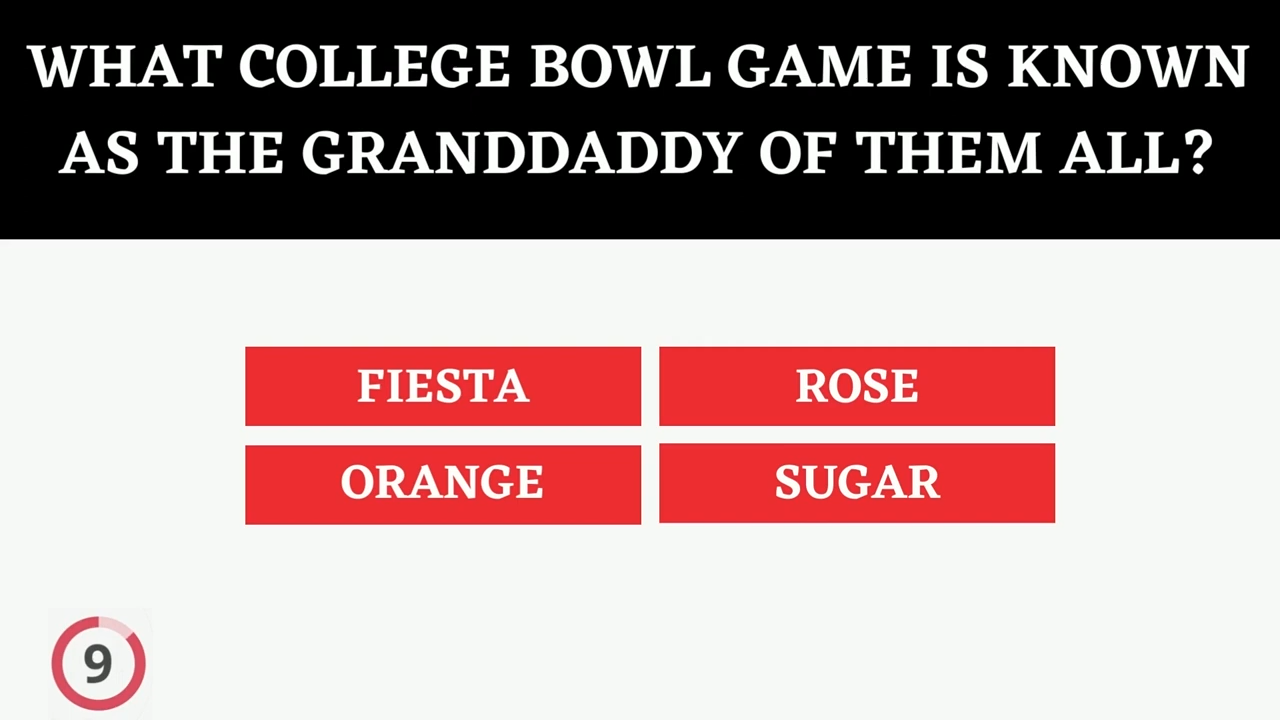 WHAT COLLEGE BOWL GAME IS KNOWN
AS THE GRANDDADDY OF THEM ALL?
FIESTA
ROSE
ORANGE
SUGAR
9